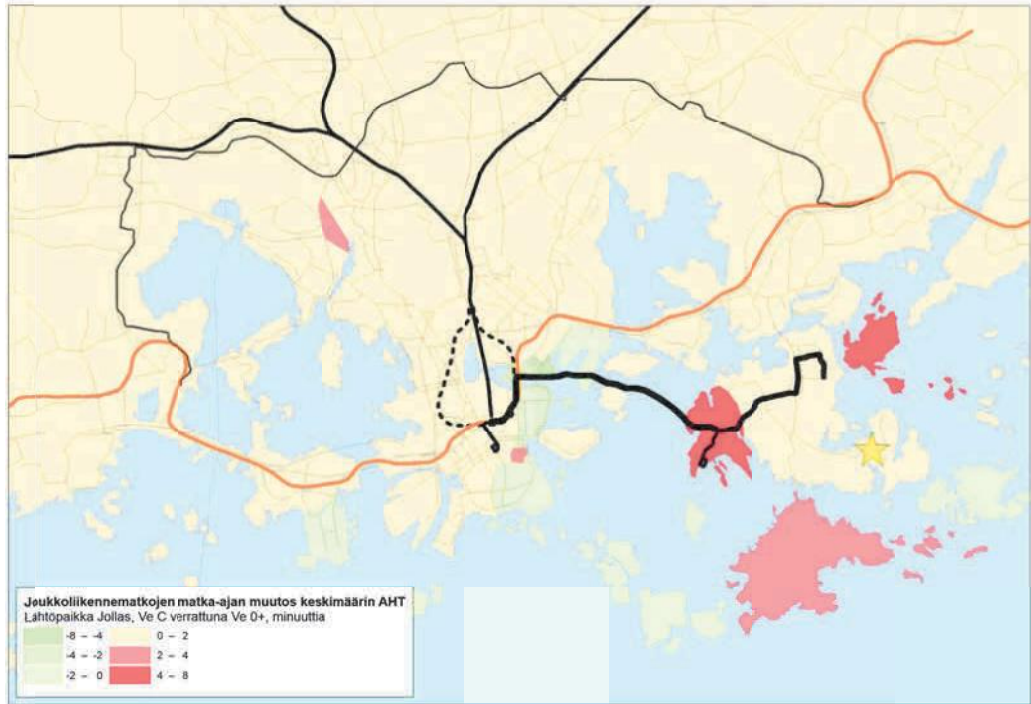 Joukkoliikennematkojen matka-ajan muutos keskimäärin AHT
Lähtöpaikka Jollas, Ve C verrattuna Ve 0+, minuuttia
-8 – -4 0 – 2
-4 – -2 2 – 4
-2 – 0 4 – 8